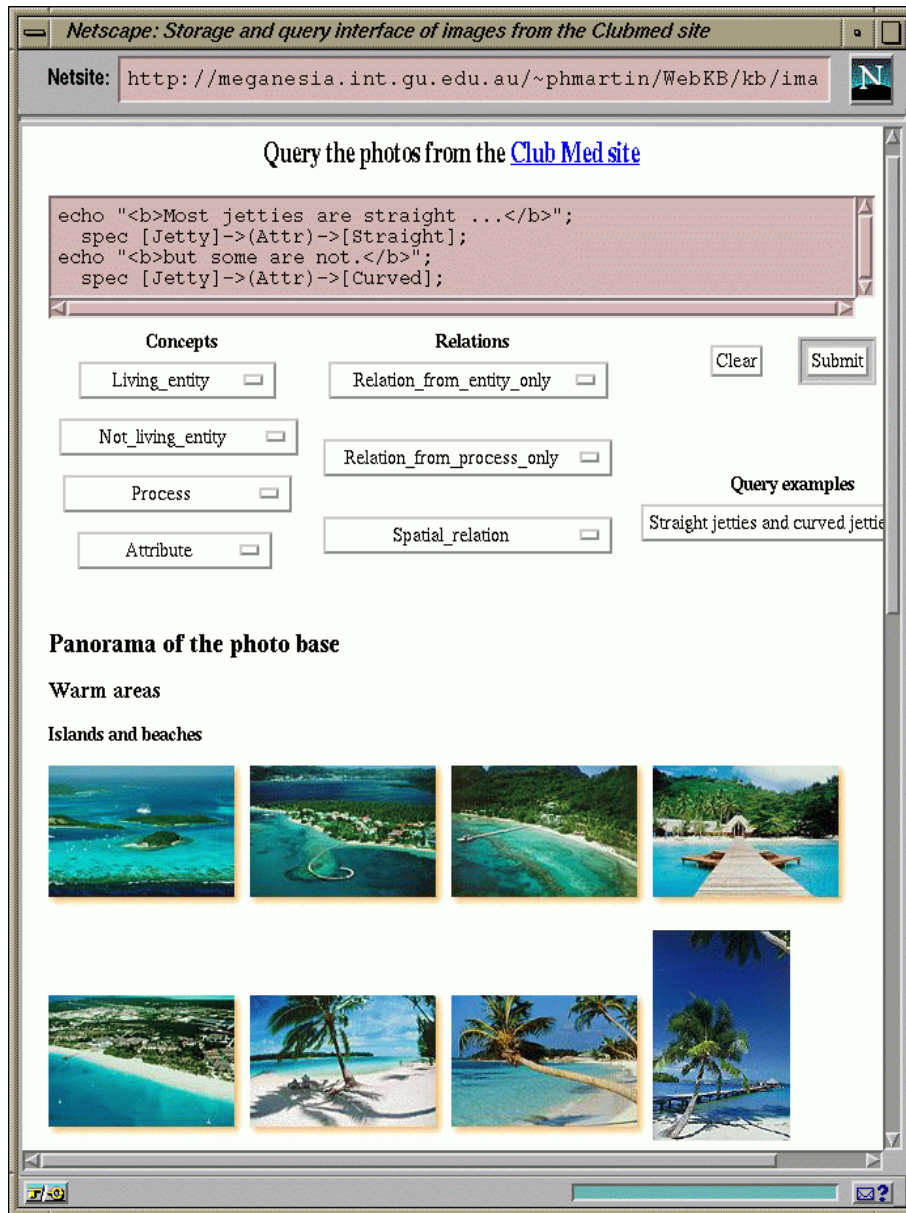 Netscape: Storage and query interface of images from the Clubmed site
Netsite: http://meganesia.int.gu.edu.au/~phmartin/WebKB/kb/ima
N
Query the photos from the Club Med site
echo "<b>Most jetties are straight ...</b>";
  spec [Jetty]->(Attr)->[Straight];
echo "<b>but some are not.</b>";
  spec [Jetty]->(Attr)->[Curved];
Concepts
Relations
Living_entity
Relation_from_entity_only
Clear
Submit
Not_living_entity
Relation_from_process_only
Process
Query examples
Spatial_relation
Straight jetties and curved jettie
Attribute
Panorama of the photo base
Warm areas
Islands and beaches
?